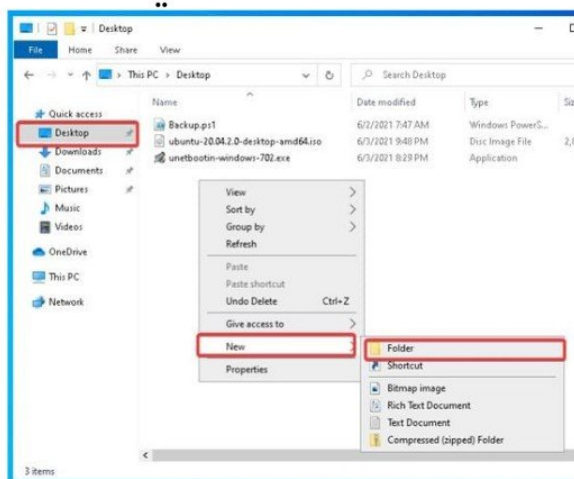 Desktop
File Home Share View
This PC > Desktop
Search Desktop
Name Date modified Type
Quick access
Desktop
Downloads
Documents
Pictures
Music
Videos
OneDrive
This PC
Network
Backup.ps1 6/2/2021 7:47 AM Windows PowerS...
ubuntu-20.04.2.0-desktop-amd64.iso 6/3/2021 9:48 PM Disc Image File
unetbootin-windows-702.exe 6/3/2021 8:29 PM Application
View
Sort by
Group by
Refresh
Paste
Paste shortcut
Undo Delete Ctrl+Z
Give access to
New
Properties
Folder
Shortcut
Bitmap image
Rich Text Document
Text Document
Compressed (zipped) Folder
3 items